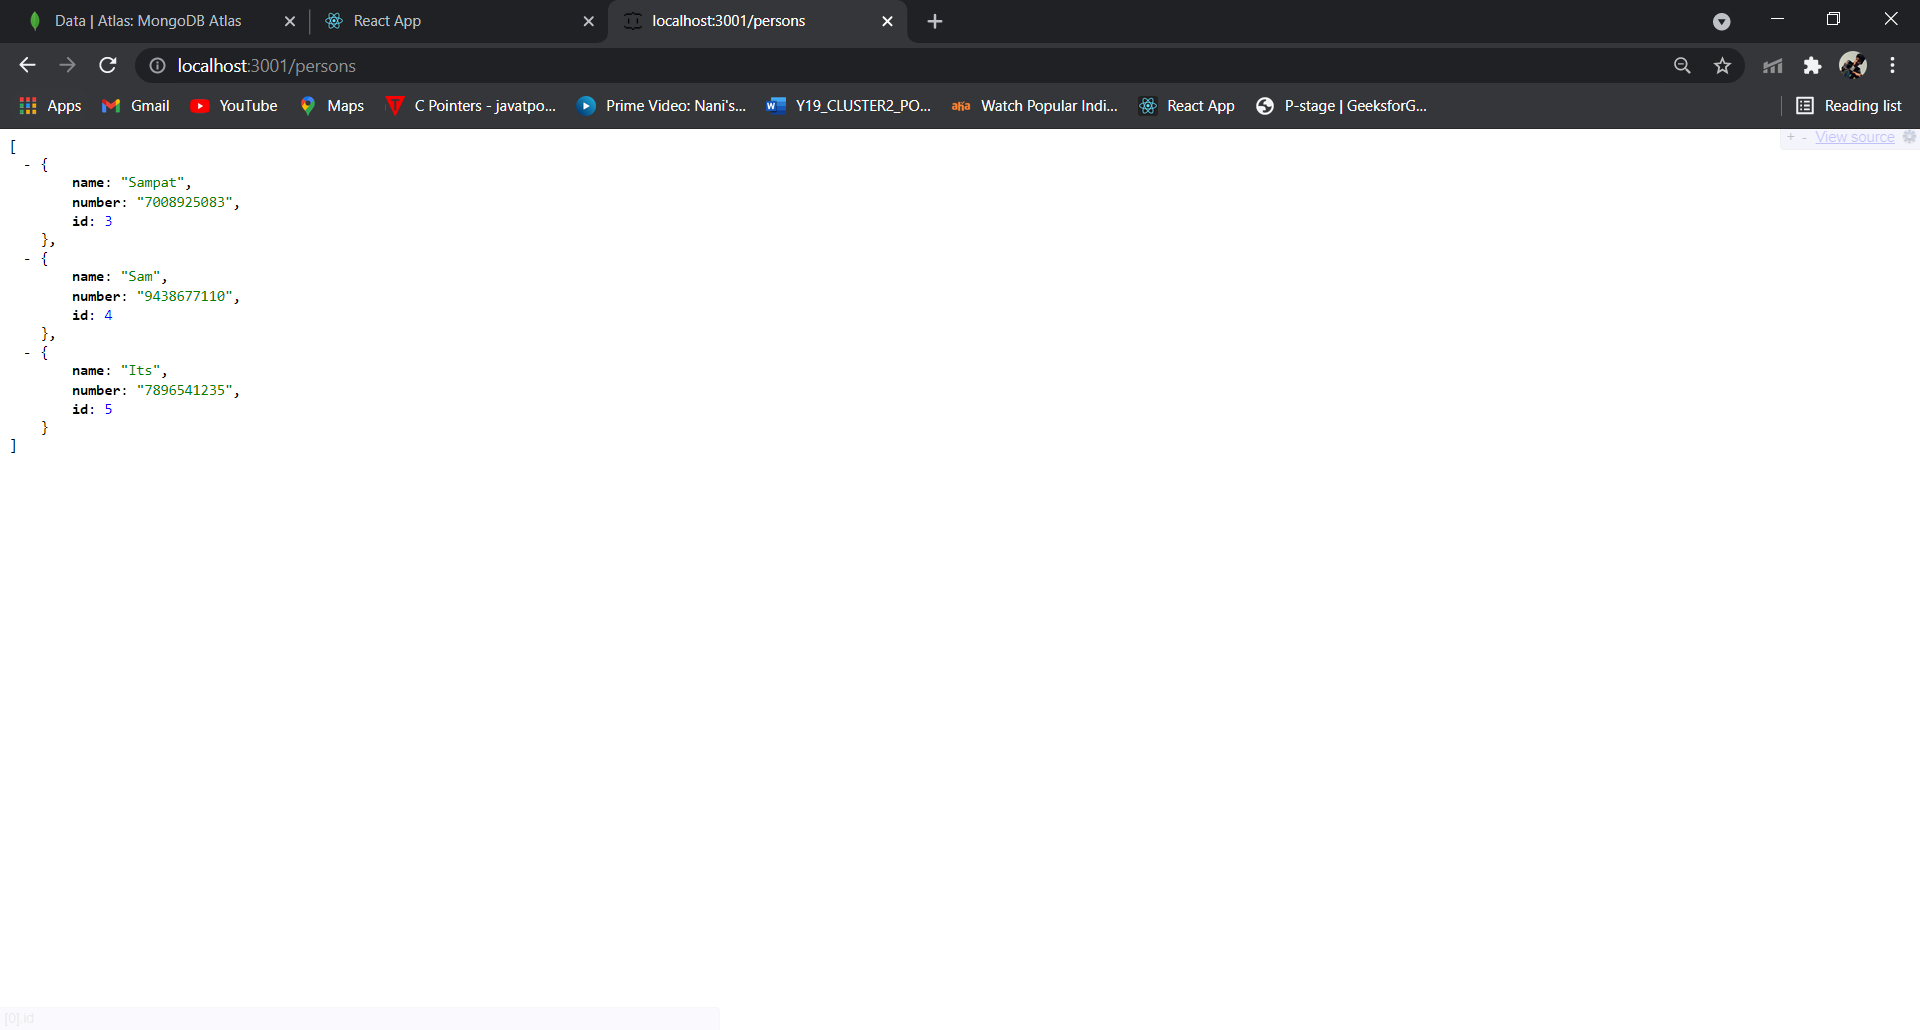 Data | Atlas: MongoDB Atlas
React App
localhost:3001/persons
localhost:3001/persons
Apps
Gmail
YouTube
Maps
C Pointers - javatpo...
Prime Video: Nani's...
Y19_CLUSTER2_PO...
aha Watch Popular Indi...
React App
P-stage | GeeksforG...
Reading list
+ - View source
[
- {
name: "Sampat",
number: "7008925083",
id: 3
},
- {
name: "Sam",
number: "9438677110",
id: 4
},
- {
name: "Its",
number: "7896541235",
id: 5
}
]
[0].id